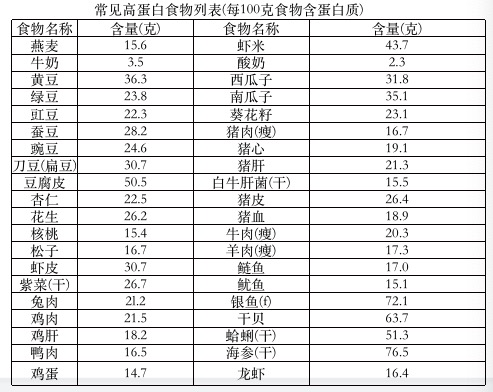 常见高蛋白食物列表(每100克食物含蛋白质)
食物名称 含量(克) 食物名称 含量(克)
燕麦 15.6 虾米 43.7
牛奶 3.5 酸奶 2.3
黄豆 36.3 西瓜子 31.8
绿豆 23.8 南瓜子 35.1
豇豆 22.3 葵花籽 23.1
蚕豆 28.2 猪肉(瘦) 16.7
豌豆 24.6 猪心 19.1
刀豆(扁豆) 30.7 猪肝 21.3
豆腐皮 50.5 白牛肝菌(干) 15.5
杏仁 22.5 猪皮 26.4
花生 26.2 猪血 18.9
核桃 15.4 牛肉(瘦) 20.3
松子 16.7 羊肉(瘦) 17.3
虾皮 30.7 鲢鱼 17.0
紫菜(干) 26.7 鱿鱼 15.1
兔肉 2l.2 银鱼(f) 72.1
鸡肉 21.5 干贝 63.7
鸡肝 18.2 蛤蜊(干) 51.3
鸭肉 16.5 海参(干) 76.5
鸡蛋 14.7 龙虾 16.4